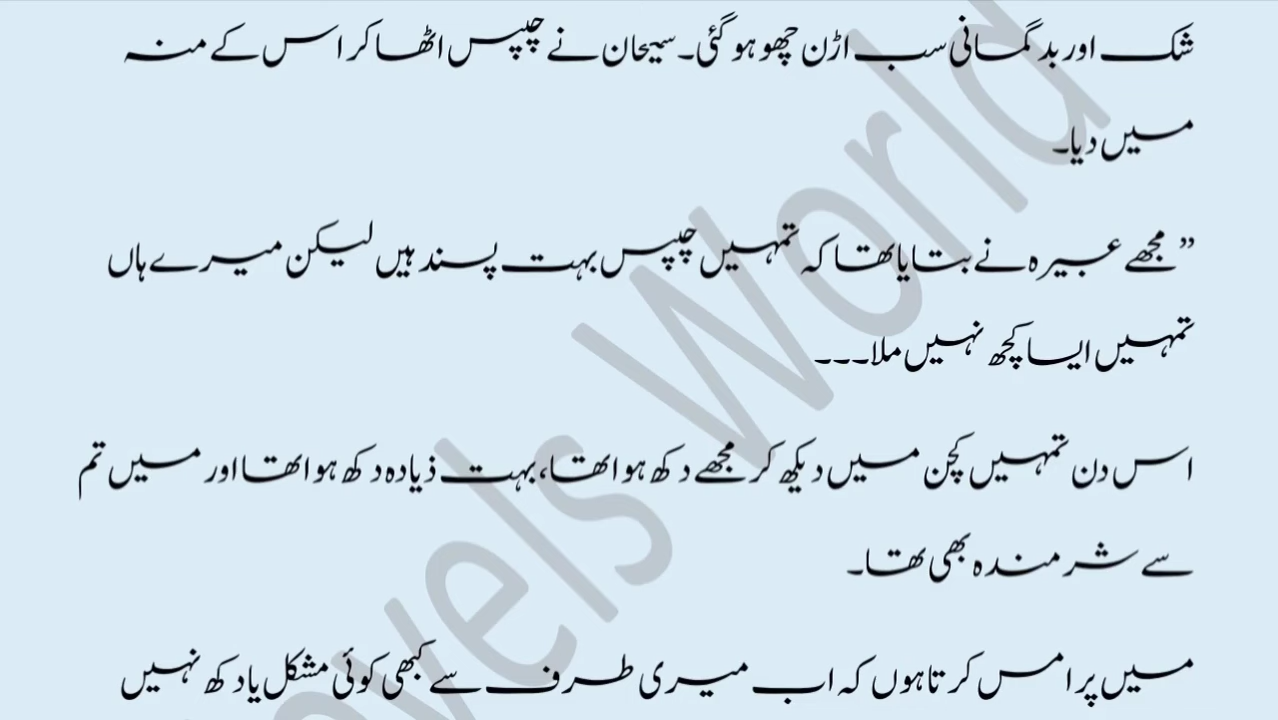 شک اور بدگمانی سب اڑن چھو ہو گئی۔ سیحان نے چپس اٹھا کر اس کے منہ
میں دیا۔
”مجھے عبیرہ نے بتایا تھا کہ تمہیں چپس بہت پسند ہیں لیکن میرے ہاں
تمہیں ایسا کچھ نہیں ملا۔۔۔
اس دن تمہیں کچن میں دیکھ کر مجھے دکھ ہوا تھا، بہت ذیادہ دکھ ہوا تھا اور میں تم
سے شرمندہ بھی تھا۔
میں پرامس کرتا ہوں کہ اب میری طرف سے کبھی کوئی مشکل یا دکھ نہیں
Novels World